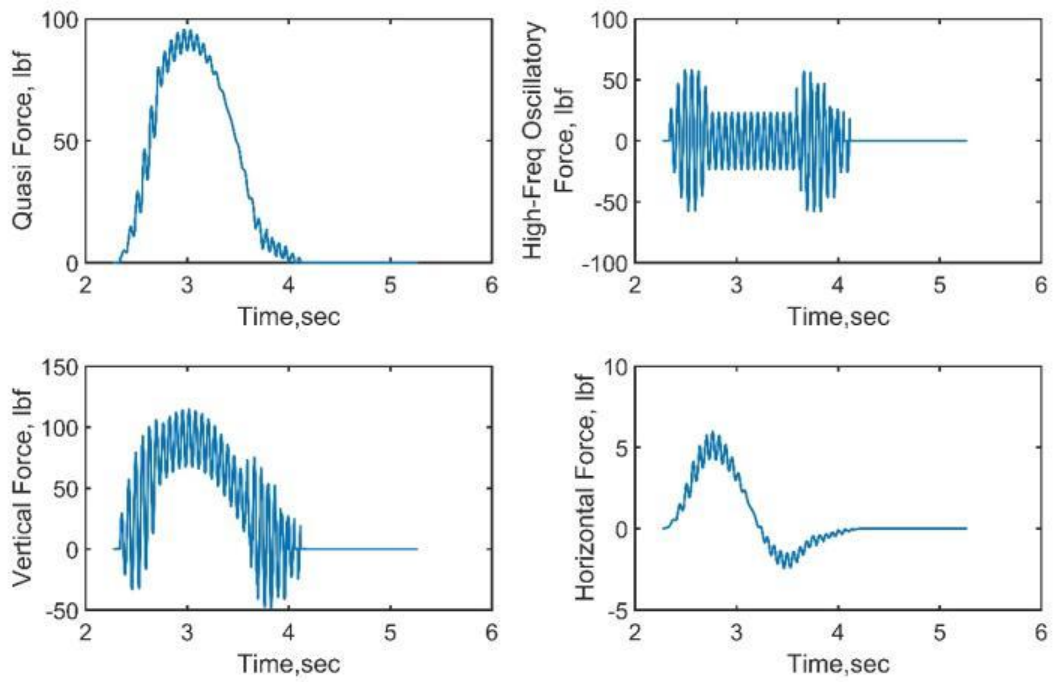 100
50
0
Quasi Force, lbf
2 3 4 5 6
Time,sec
100
50
0
-50
-100
High-Freq Oscillatory
Force, lbf
2 3 4 5 6
Time,sec
150
100
50
0
-50
Vertical Force, lbf
2 3 4 5 6
Time,sec
10
5
0
-5
Horizontal Force, lbf
2 3 4 5 6
Time,sec